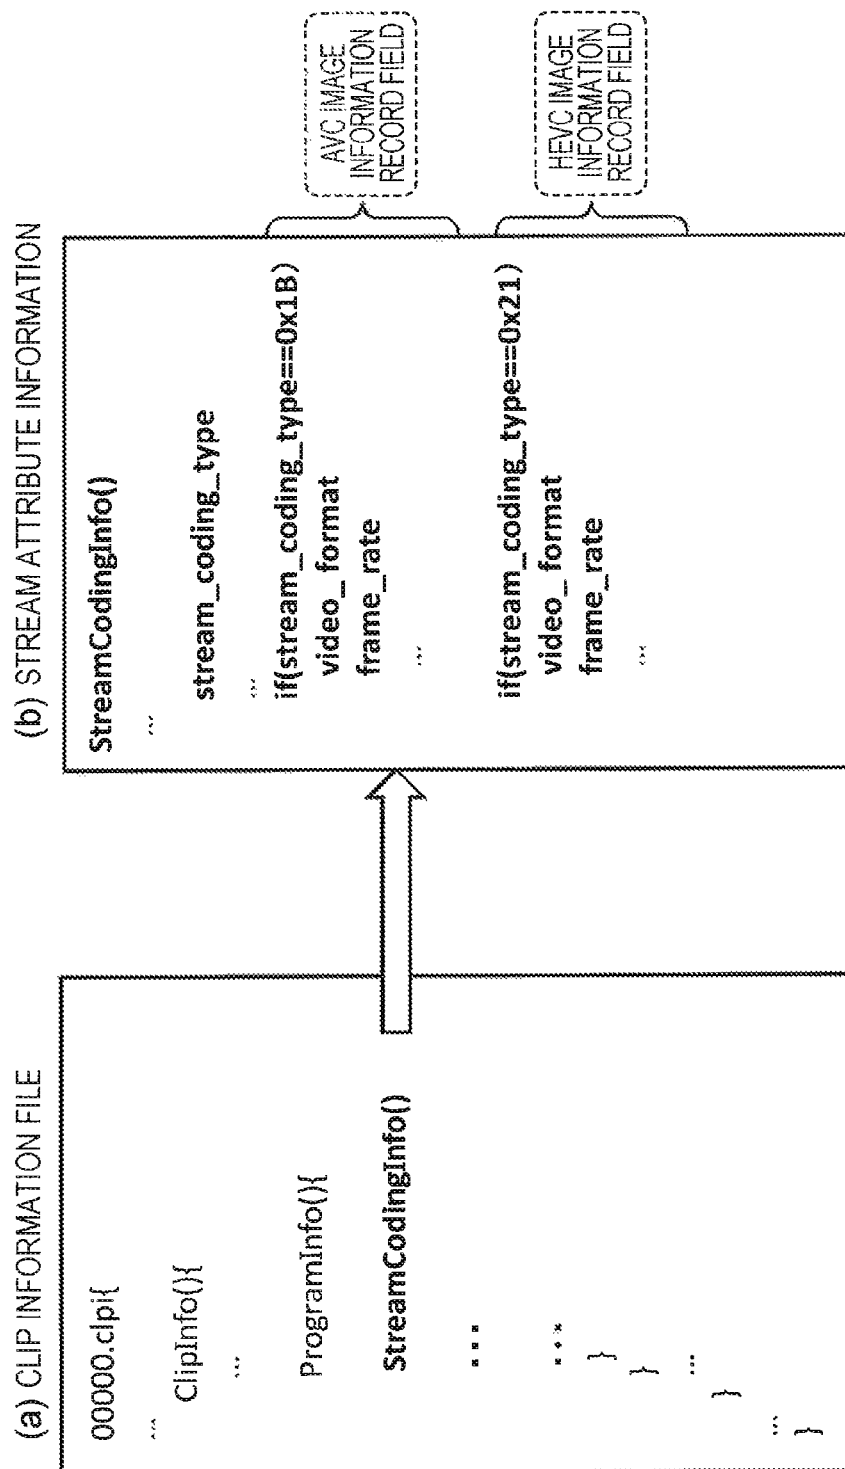 (a) CLIP INFORMATION FILE
00000.clpi{
...
ClipInfo(){
...
ProgramInfo(){
StreamCodingInfo()
...
...
}
}
...
}
...
}
(b) STREAM ATTRIBUTE INFORMATION
StreamCodingInfo()
...
stream_coding_type
...
if(stream_coding_type==0x1B)
video_format
frame_rate
...
if(stream_coding_type==0x21)
video_format
frame_rate
...
AVC IMAGE
INFORMATION
RECORD FIELD
HEVC IMAGE
INFORMATION
RECORD FIELD